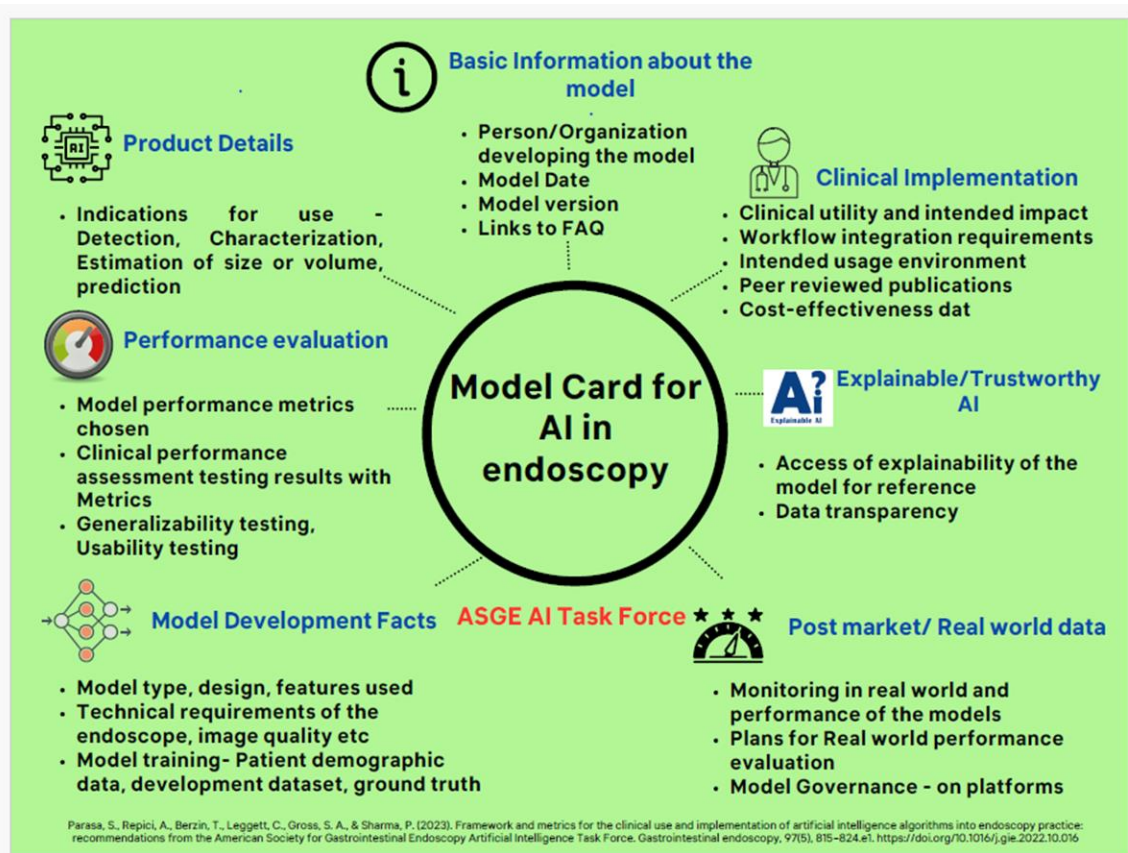 Basic Information about the
model
• Person/Organization
developing the model
• Model Date
• Model version
• Links to FAQ
AI
Product Details
• Indications for use -
Detection, Characterization,
Estimation of size or volume,
prediction
Clinical Implementation
• Clinical utility and intended impact
• Workflow integration requirements
• Intended usage environment
• Peer reviewed publications
• Cost-effectiveness dat
Performance evaluation
• Model performance metrics
chosen
• Clinical performance
assessment testing results with
Metrics
• Generalizability testing,
Usability testing
Model Card for
AI in
endoscopy
Ai?
Explainable AI
Explainable/Trustworthy
AI
• Access of explainability of the
model for reference
• Data transparency
Model Development Facts
• Model type, design, features used
• Technical requirements of the
endoscope, image quality etc
• Model training- Patient demographic
data, development dataset, ground truth
ASGE AI Task Force
Post market/ Real world data
• Monitoring in real world and
performance of the models
• Plans for Real world performance
evaluation
• Model Governance - on platforms
Parasa, S., Repici, A., Berzin, T., Leggett, C., Gross, S. A., & Sharma, P. (2023). Framework and metrics for the clinical use and implementation of artificial intelligence algorithms into endoscopy practice:
recommendations from the American Society for Gastrointestinal Endoscopy Artificial Intelligence Task Force. Gastrointestinal endoscopy, 97(5), 815–824.e1. https://doi.org/10.1016/j.gie.2022.10.016